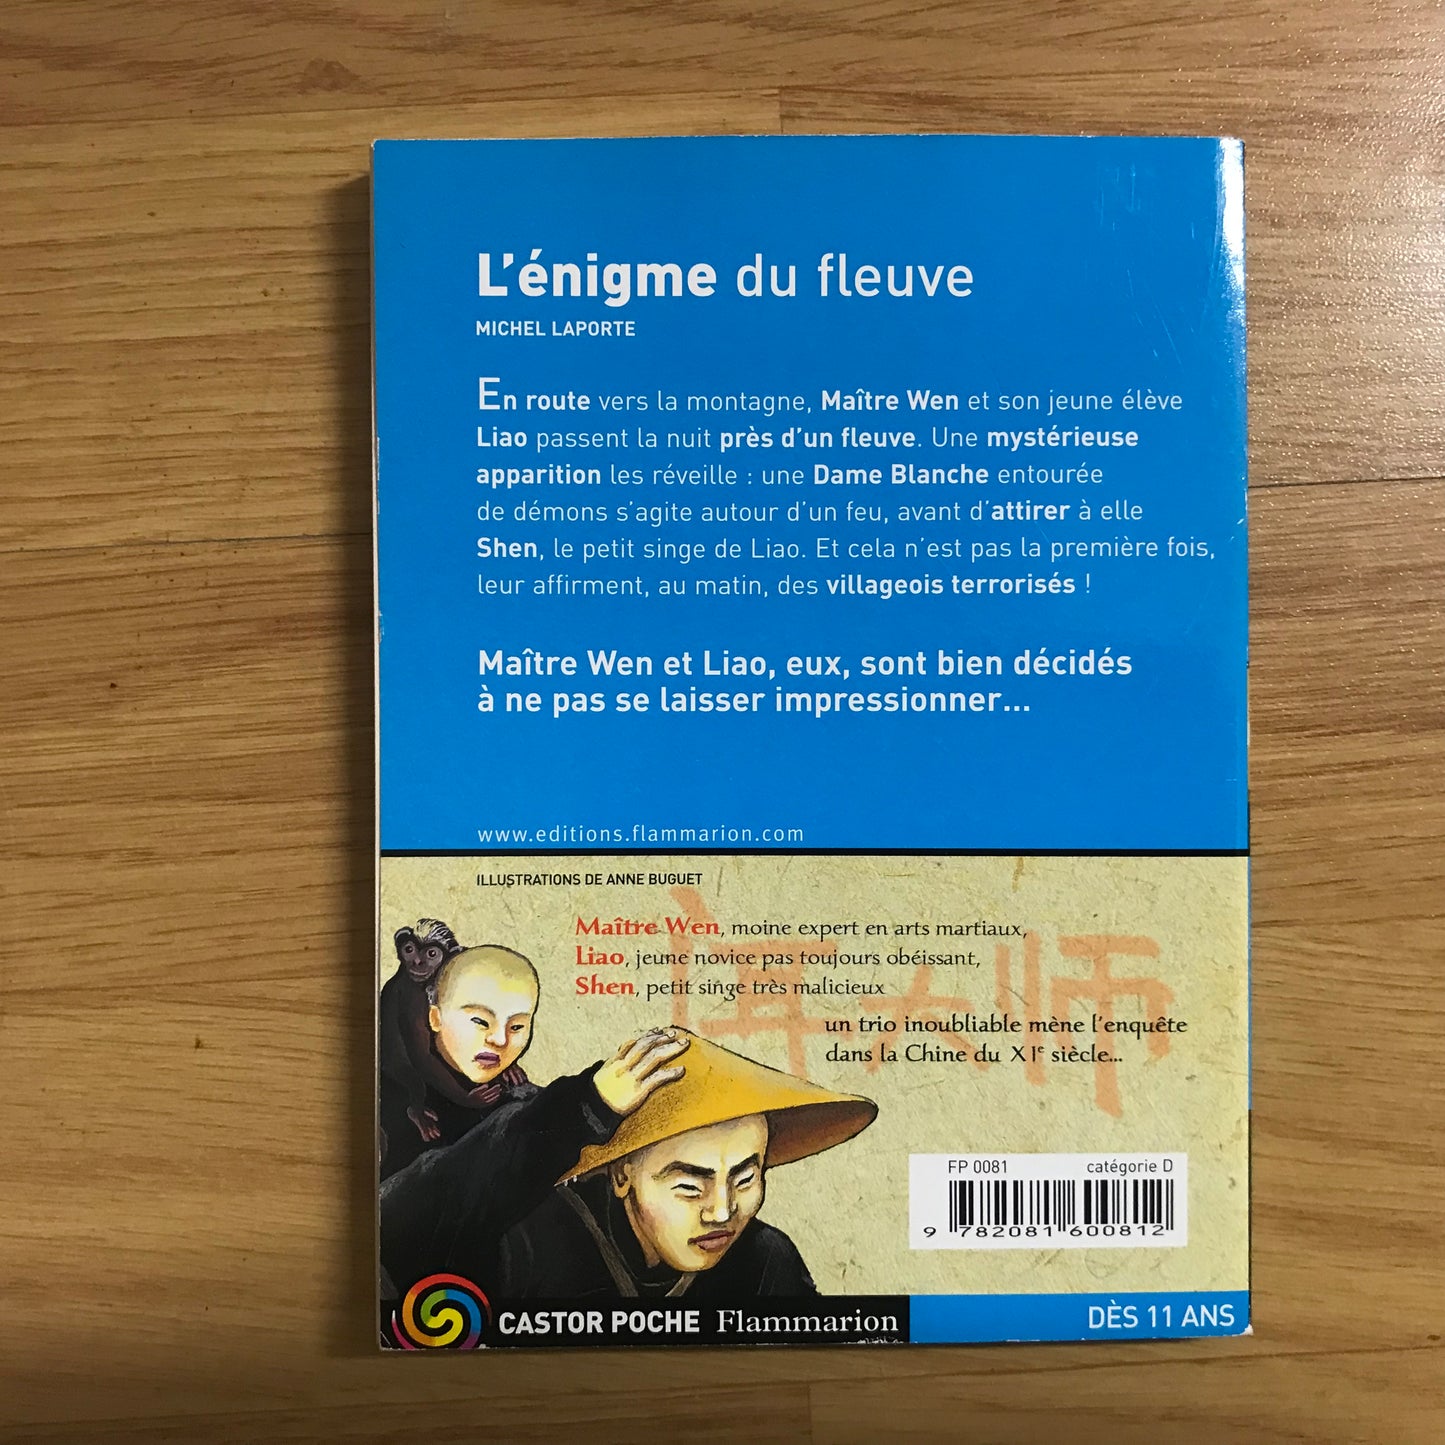 L'énigme du fleuve
MICHEL LAPORTE
En route vers la montagne, Maître Wen et son jeune élève
Liao passent la nuit près d'un fleuve. Une mystérieuse
apparition les réveille : une Dame Blanche entourée
de démons s'agite autour d'un feu, avant d'attirer à elle
Shen, le petit singe de Liao. Et cela n'est pas la première fois,
leur affirment, au matin, des villageois terrorisés !
Maître Wen et Liao, eux, sont bien décidés
à ne pas se laisser impressionner...
www.editions.flammarion.com
ILLUSTRATIONS DE ANNE BUGUET
Maître Wen, moine expert en arts martiaux,
Liao, jeune novice pas toujours obéissant,
Shen, petit singe très malicieux
un trio inoubliable mène l'enquête
dans la Chine du XIe siècle...
FP 0081 catégorie D
9 782081 600812
CASTOR POCHE Flammarion
DÈS 11 ANS